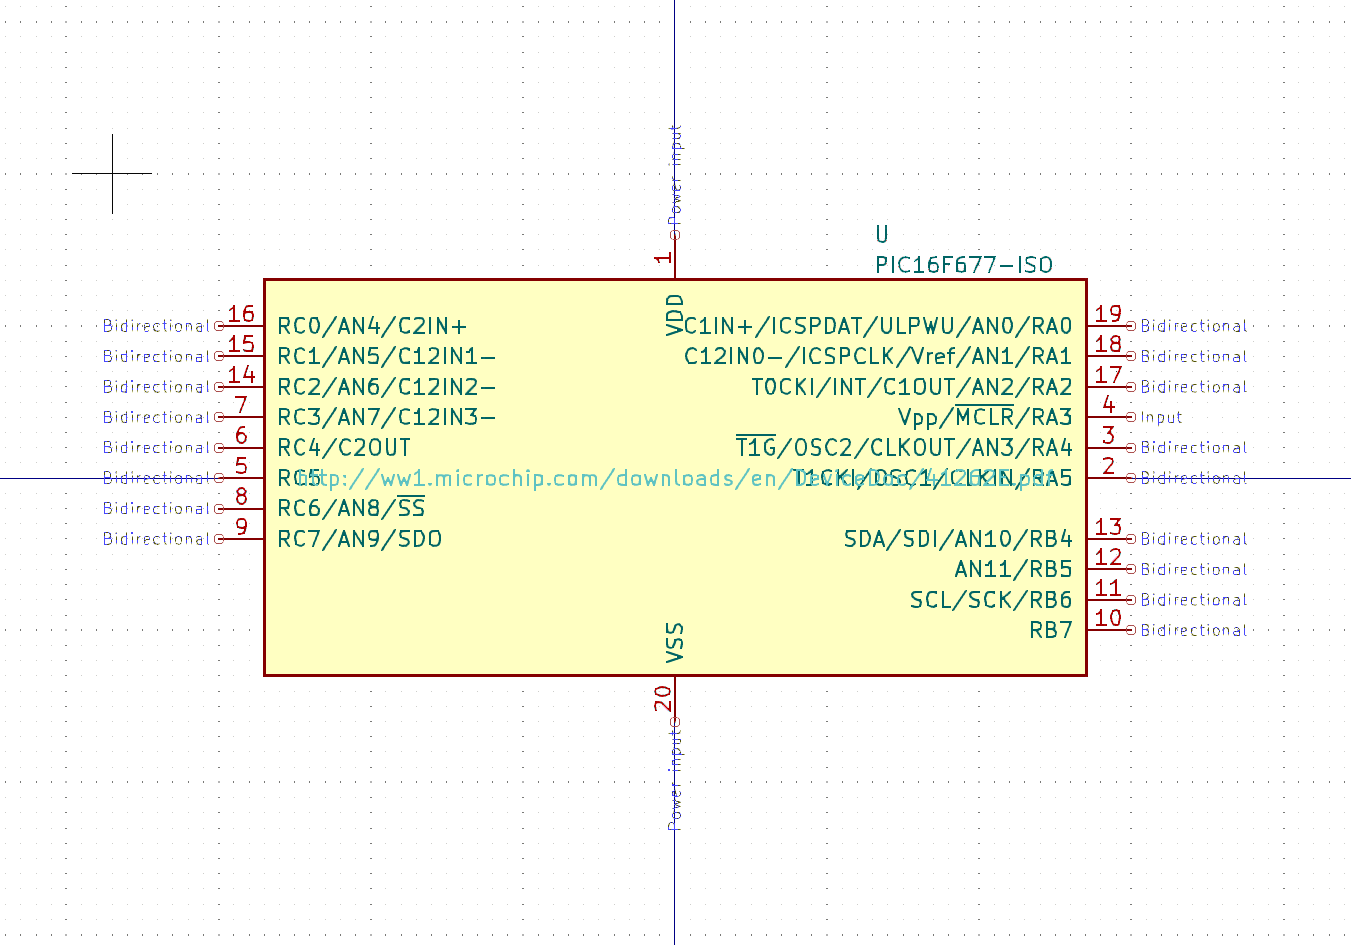 Power input
1
U
PIC16F677-ISO
VDD
Bidirectional 16 RC0/AN4/C2IN+ C1IN+/ICSPDAT/ULPWU/AN0/RA0 19 Bidirectional
Bidirectional 15 RC1/AN5/C12IN1- C12IN0-/ICSPCLK/Vref/AN1/RA1 18 Bidirectional
Bidirectional 14 RC2/AN6/C12IN2- T0CKI/INT/C1OUT/AN2/RA2 17 Bidirectional
Bidirectional 7 RC3/AN7/C12IN3- Vpp/MCLR/RA3 4 Input
Bidirectional 6 RC4/C2OUT T1G/OSC2/CLKOUT/AN3/RA4 3 Bidirectional
Bidirectional 5 RC5 http://ww1.microchip.com/downloads/en/DeviceDoc/41262E.pdf T1CKI/OSC1/CLKIN/RA5 2 Bidirectional
Bidirectional 8 RC6/AN8/SS
Bidirectional 9 RC7/AN9/SDO SDA/SDI/AN10/RB4 13 Bidirectional
AN11/RB5 12 Bidirectional
SCL/SCK/RB6 11 Bidirectional
RB7 10 Bidirectional
VSS
20
Power input